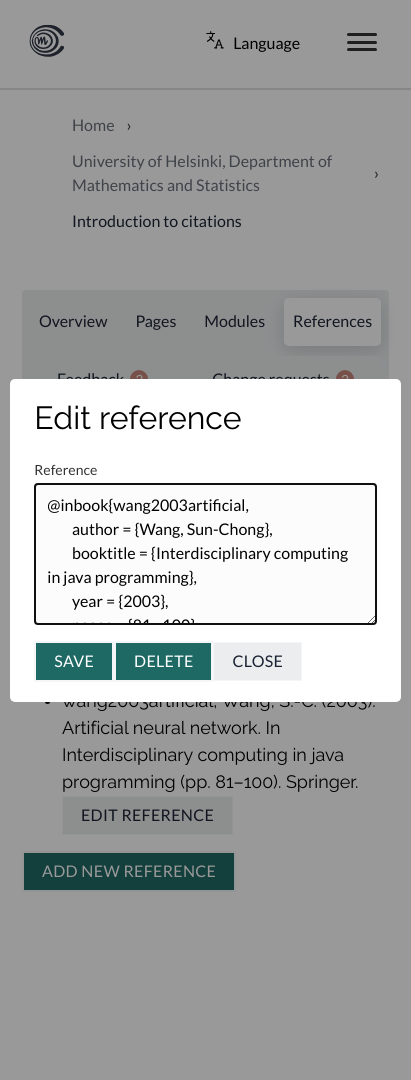 Language
Home ›
University of Helsinki, Department of
Mathematics and Statistics ›
Introduction to citations
Overview Pages Modules References
Feedback Change requests
Edit reference
Reference
@inbook{wang2003artificial,
author = {Wang, Sun-Chong},
booktitle = {Interdisciplinary computing
in java programming},
year = {2003},
pages = {81--100}
SAVE DELETE CLOSE
wang2003artificial, Wang, S.-C. (2003).
Artificial neural network. In
Interdisciplinary computing in java
programming (pp. 81–100). Springer.
EDIT REFERENCE
ADD NEW REFERENCE